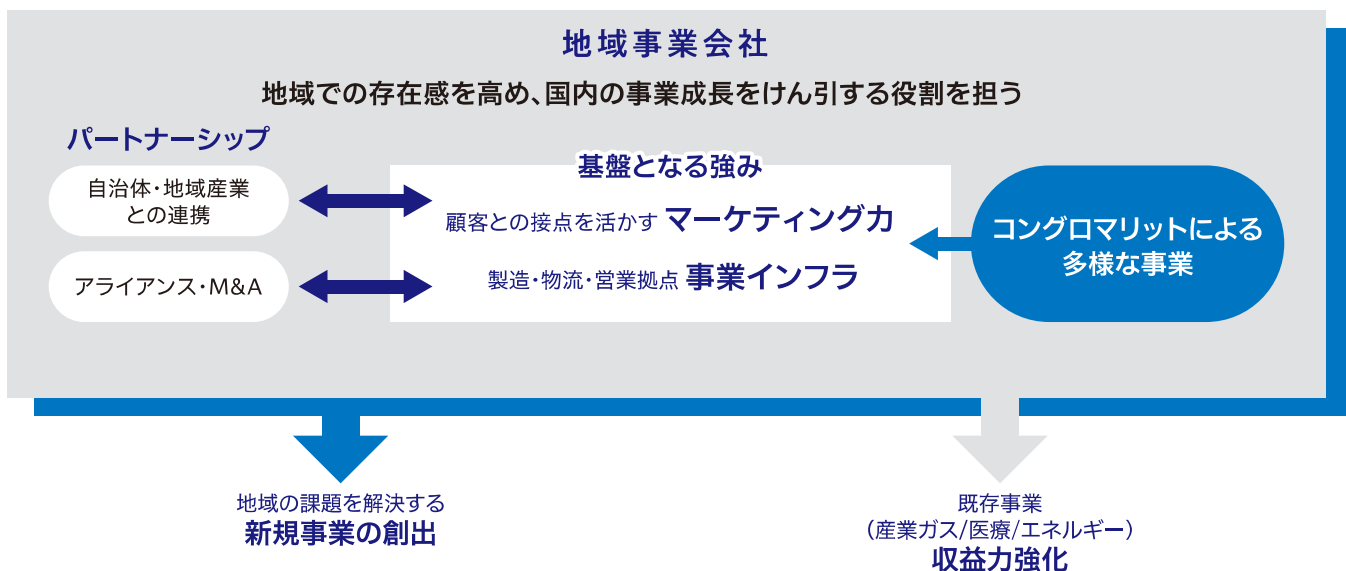 地域事業会社
地域での存在感を高め、国内の事業成長をけん引する役割を担う
パートナーシップ
自治体・地域産業
との連携
アライアンス・M&A
基盤となる強み
顧客との接点を活かす マーケティング力
製造・物流・営業拠点 事業インフラ
コングロマリットによる
多様な事業
地域の課題を解決する
新規事業の創出
既存事業
（産業ガス/医療/エネルギー）
収益力強化